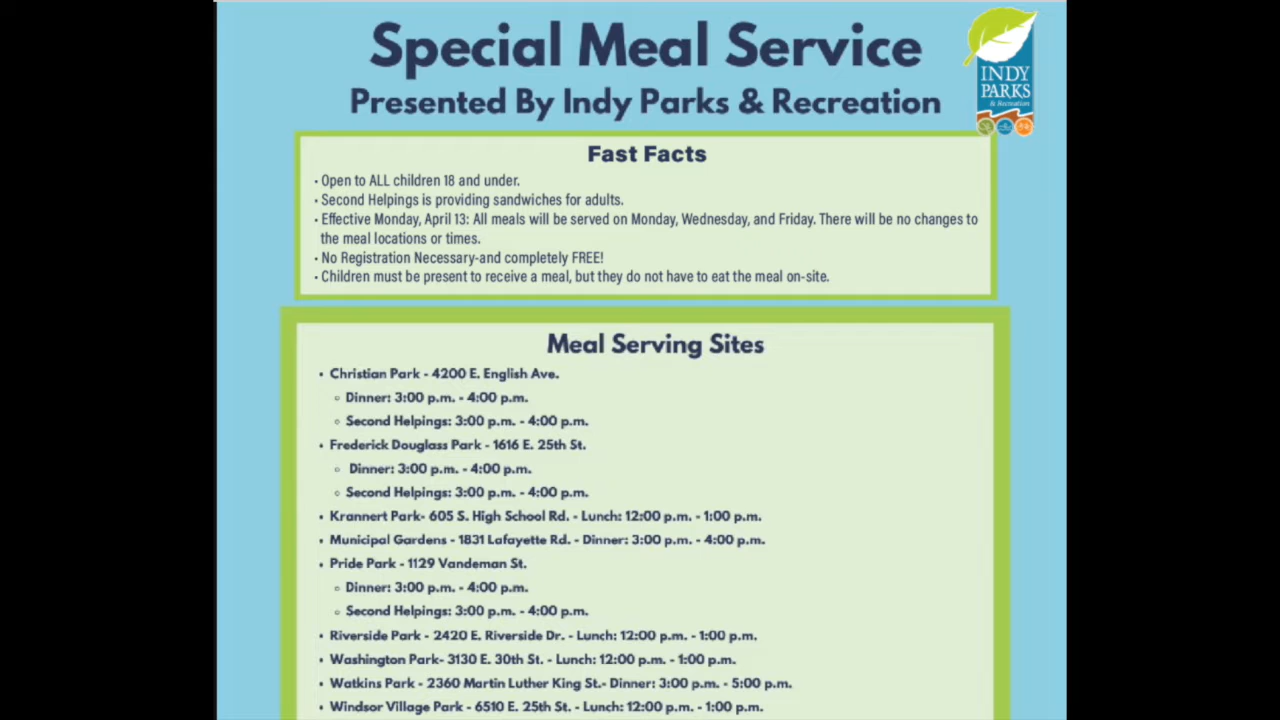 Special Meal Service
Presented By Indy Parks & Recreation
INDY
PARKS
& Recreation
Fast Facts
• Open to ALL children 18 and under.
• Second Helpings is providing sandwiches for adults.
• Effective Monday, April 13: All meals will be served on Monday, Wednesday, and Friday. There will be no changes to
the meal locations or times.
• No Registration Necessary-and completely FREE!
• Children must be present to receive a meal, but they do not have to eat the meal on-site.
Meal Serving Sites
• Christian Park - 4200 E. English Ave.
◦ Dinner: 3:00 p.m. - 4:00 p.m.
◦ Second Helpings: 3:00 p.m. - 4:00 p.m.
• Frederick Douglass Park - 1616 E. 25th St.
◦ Dinner: 3:00 p.m. - 4:00 p.m.
◦ Second Helpings: 3:00 p.m. - 4:00 p.m.
• Krannert Park- 605 S. High School Rd. - Lunch: 12:00 p.m. - 1:00 p.m.
• Municipal Gardens - 1831 Lafayette Rd. - Dinner: 3:00 p.m. - 4:00 p.m.
• Pride Park - 1129 Vandeman St.
◦ Dinner: 3:00 p.m. - 4:00 p.m.
◦ Second Helpings: 3:00 p.m. - 4:00 p.m.
• Riverside Park - 2420 E. Riverside Dr. - Lunch: 12:00 p.m. - 1:00 p.m.
• Washington Park- 3130 E. 30th St. - Lunch: 12:00 p.m. - 1:00 p.m.
• Watkins Park - 2360 Martin Luther King St.- Dinner: 3:00 p.m. - 5:00 p.m.
• Windsor Village Park - 6510 E. 25th St. - Lunch: 12:00 p.m. - 1:00 p.m.